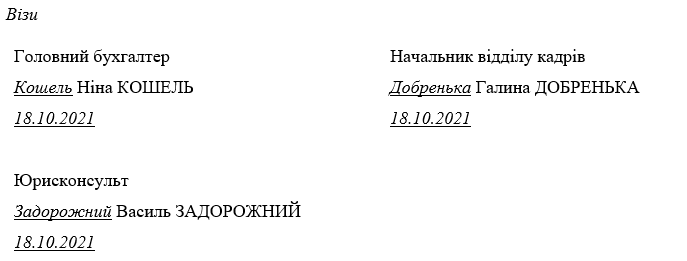 Візи
Головний бухгалтер
Кошель Ніна КОШЕЛЬ
18.10.2021
Начальник відділу кадрів
Добренька Галина ДОБРЕНЬКА
18.10.2021
Юрисконсульт
Задорожний Василь ЗАДОРОЖНИЙ
18.10.2021